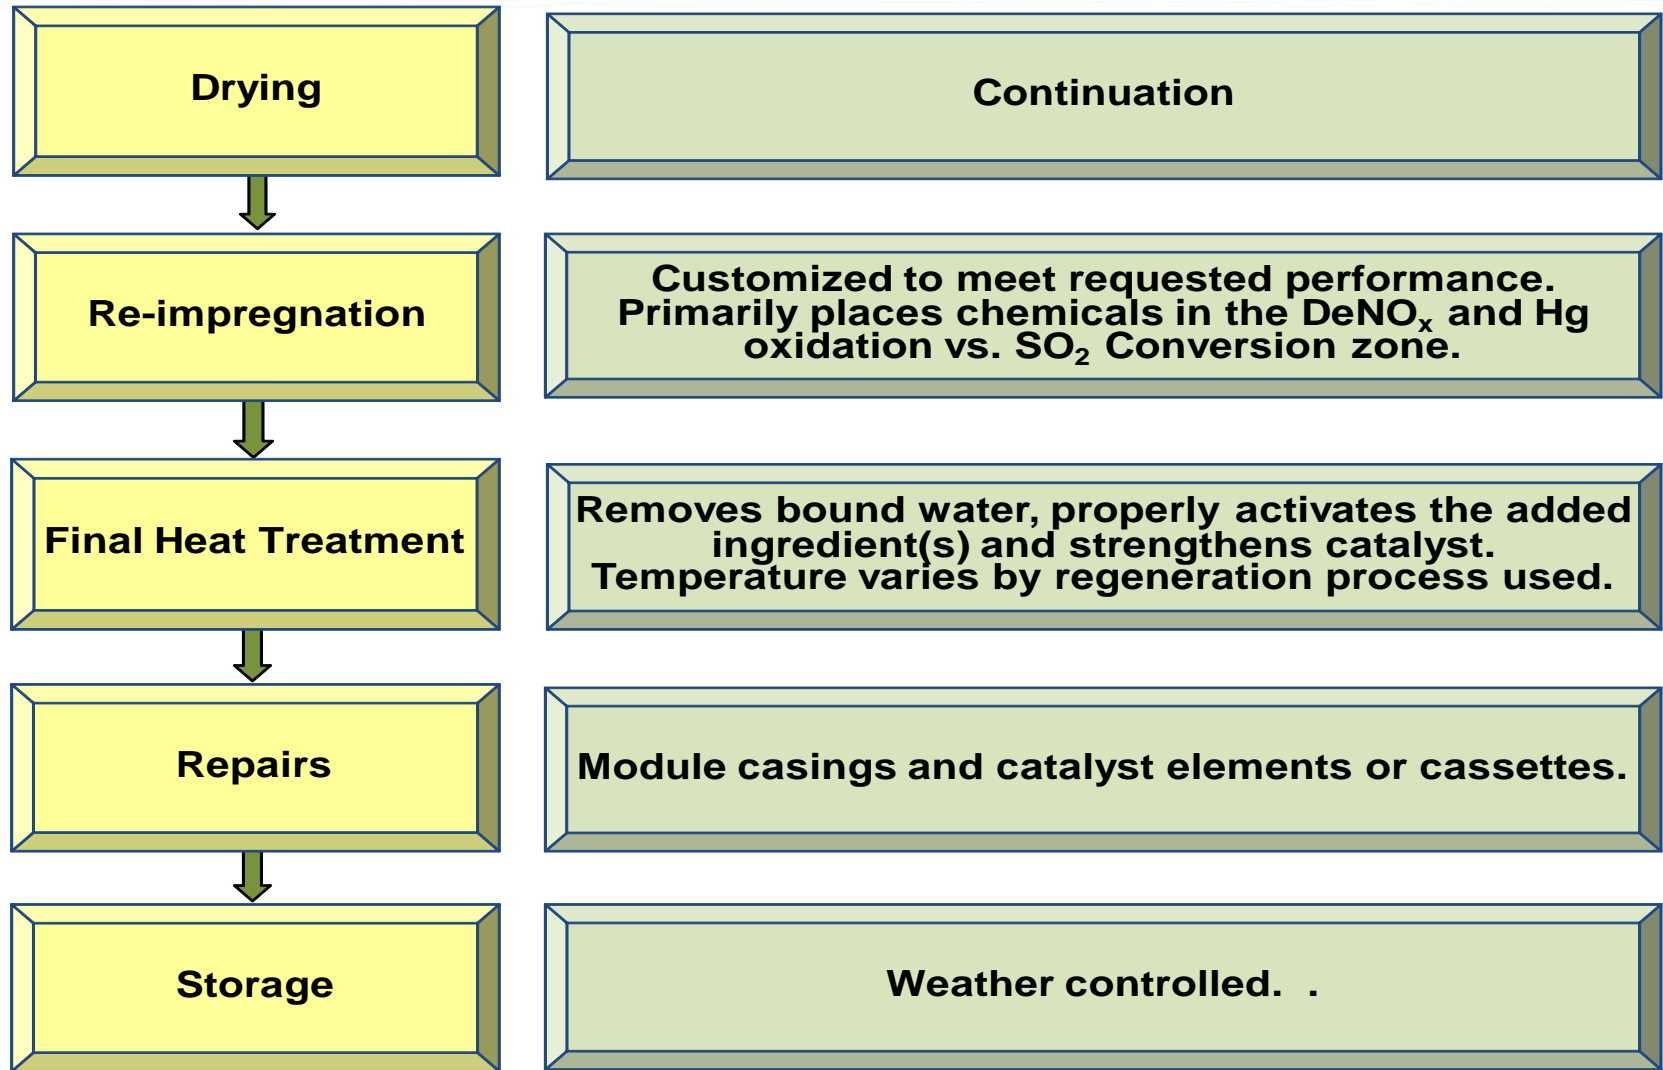 Drying
Continuation
Re-impregnation
Customized to meet requested performance.
Primarily places chemicals in the DeNOₓ and Hg
oxidation vs. SO₂ Conversion zone.
Final Heat Treatment
Removes bound water, properly activates the added
ingredient(s) and strengthens catalyst.
Temperature varies by regeneration process used.
Repairs
Module casings and catalyst elements or cassettes.
Storage
Weather controlled. .